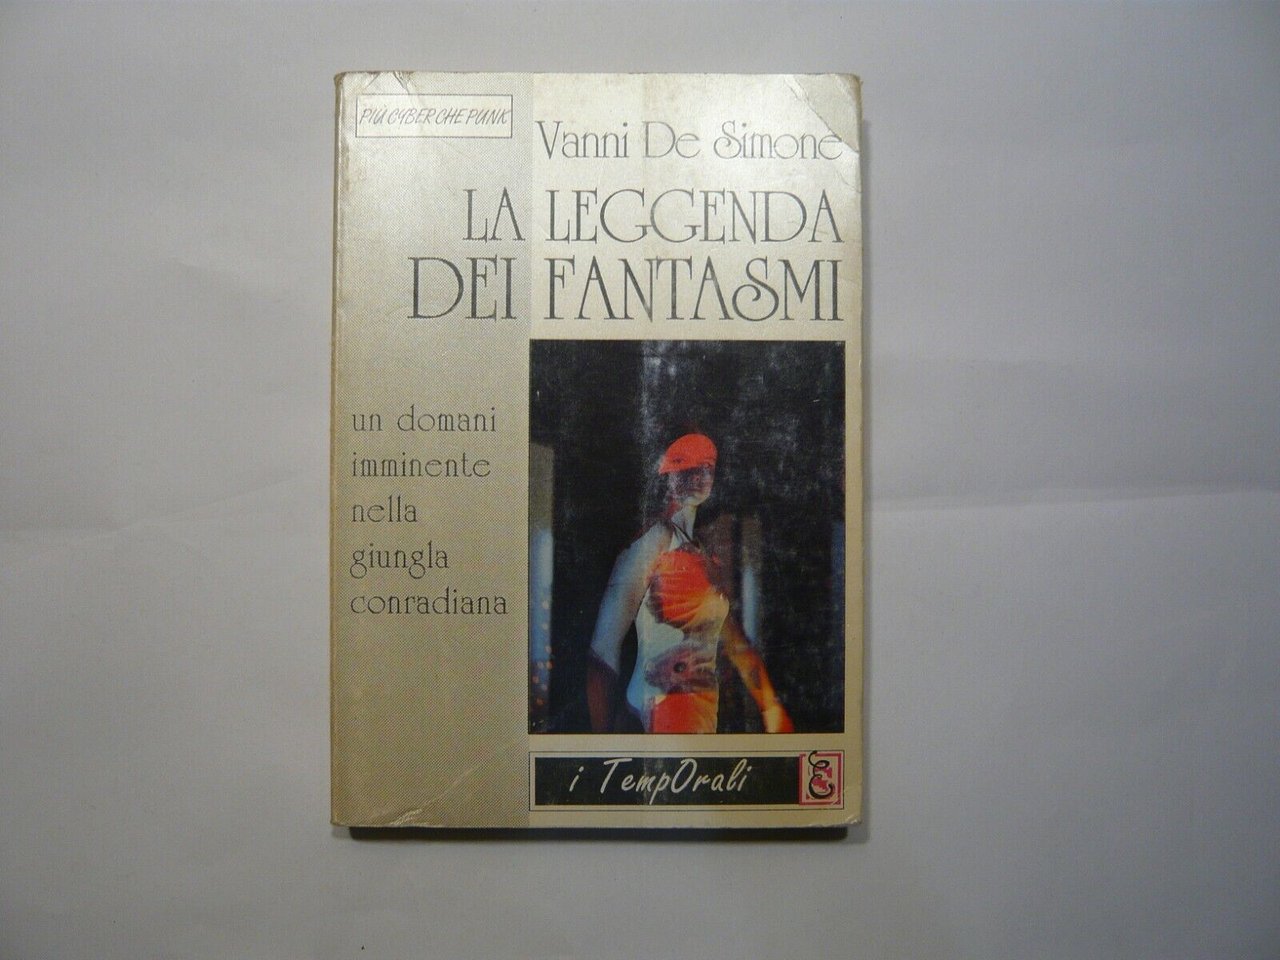 PIÙ CYBER CHE PUNK
Vanni De Simone
LA LEGGENDA
DEI FANTASMI
un domani
imminente
nella
giungla
conradiana
i TempOrali
E